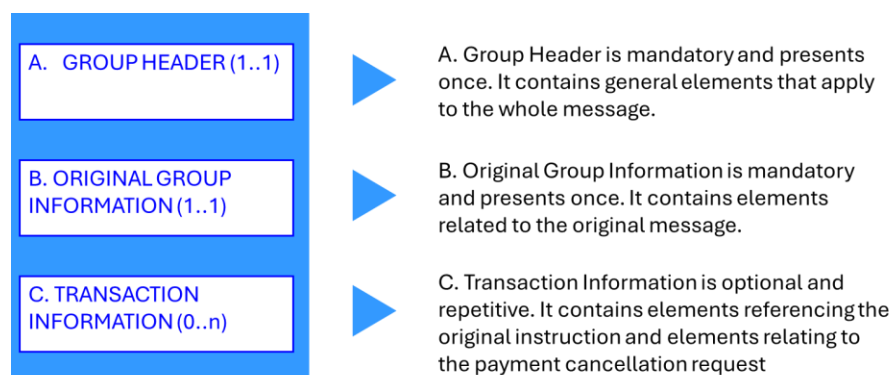 A. GROUP HEADER (1..1)
A. Group Header is mandatory and presents
once. It contains general elements that apply
to the whole message.
B. ORIGINAL GROUP
INFORMATION (1..1)
B. Original Group Information is mandatory
and presents once. It contains elements
related to the original message.
C. TRANSACTION
INFORMATION (0..n)
C. Transaction Information is optional and
repetitive. It contains elements referencing the
original instruction and elements relating to
the payment cancellation request